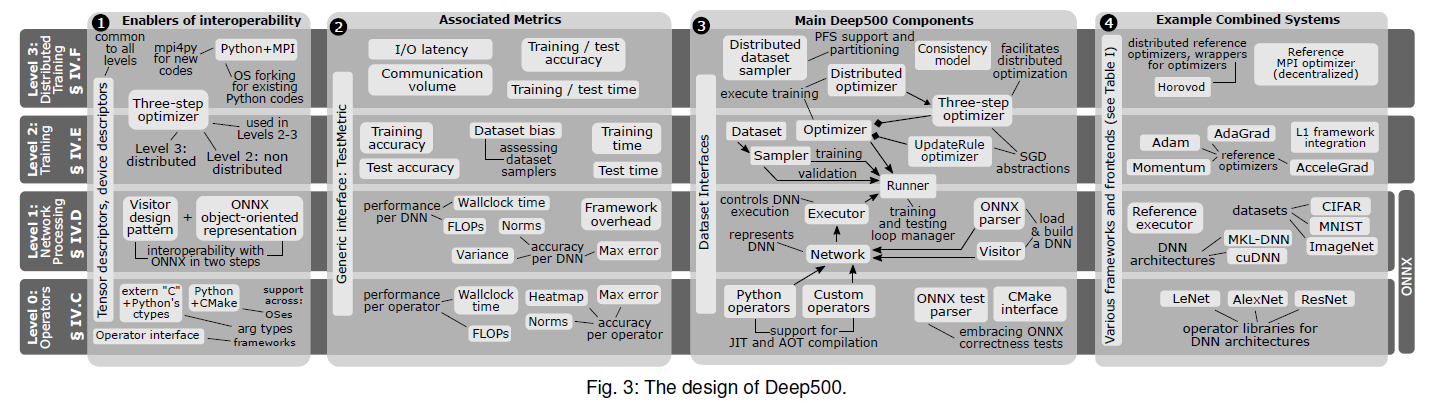 1 Enablers of interoperability
2 Associated Metrics
3 Main Deep500 Components
4 Example Combined Systems
Level 3:
Distributed
Training
§ IV.F
Level 2:
Training
§ IV.E
Level 1:
Network
Processing
§ IV.D
Level 0:
Operators
§ IV.C
Tensor descriptors, device descriptors
common
to all
levels
mpi4py
for new
codes
Python+MPI
OS forking
for existing
Python codes
Three-step
optimizer
used in
Levels 2-3
Level 3:
distributed
Level 2: non
distributed
Visitor
design
pattern
+
ONNX
object-oriented
representation
interoperability with
ONNX in two steps
extern "C"
+Python's
ctypes
Python
+CMake
support
across:
OSes
arg types
frameworks
Operator interface
Generic interface: TestMetric
I/O latency
Communication
volume
Training / test
accuracy
Training / test time
Training
accuracy
Test accuracy
Dataset bias
assessing
dataset
samplers
Training
time
Test time
performance
per DNN
Wallclock time
FLOPs
Norms
Variance
accuracy
per DNN
Framework
overhead
Max error
performance
per operator
Wallclock
time
FLOPs
Heatmap
Norms
Max error
accuracy
per operator
Dataset Interfaces
Distributed
dataset
sampler
PFS support and
partitioning
Consistency
model
facilitates
distributed
optimization
Distributed
optimizer
execute training
Three-step
optimizer
Dataset
Sampler
Optimizer
training
validation
UpdateRule
optimizer
SGD
abstractions
Runner
controls DNN
execution
Executor
training
and testing
loop manager
represents
DNN
Network
ONNX
parser
Visitor
load
& build
a DNN
Python
operators
Custom
operators
support for
JIT and AOT compilation
ONNX test
parser
CMake
interface
embracing ONNX
correctness tests
Various frameworks and frontends (see Table I)
distributed reference
optimizers, wrappers
for optimizers
Horovod
Reference
MPI optimizer
(decentralized)
Adam
AdaGrad
Momentum
reference
optimizers
L1 framework
integration
AcceleGrad
Reference
executor
datasets
CIFAR
MNIST
ImageNet
DNN
architectures
MKL-DNN
cuDNN
LeNet
AlexNet
ResNet
operator libraries for
DNN architectures
ONNX
Fig. 3: The design of Deep500.